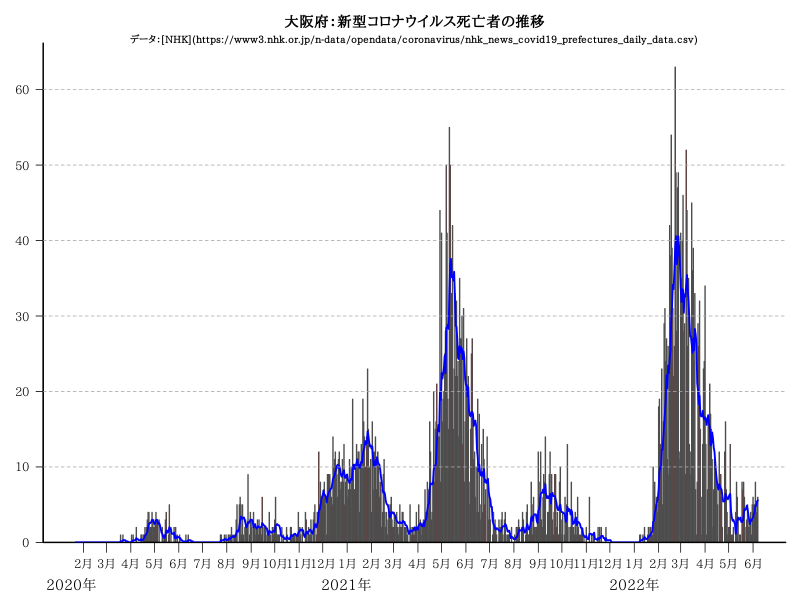 大阪府：新型コロナウイルス死亡者の推移
データ：[NHK](https://www3.nhk.or.jp/n-data/opendata/coronavirus/nhk_news_covid19_prefectures_daily_data.csv)
60
50
40
30
20
10
0
2月 3月 4月 5月 6月 7月 8月 9月 10月 11月 12月 1月 2月 3月 4月 5月 6月 7月 8月 9月 10月 11月 12月 1月 2月 3月 4月 5月 6月
2020年 2021年 2022年